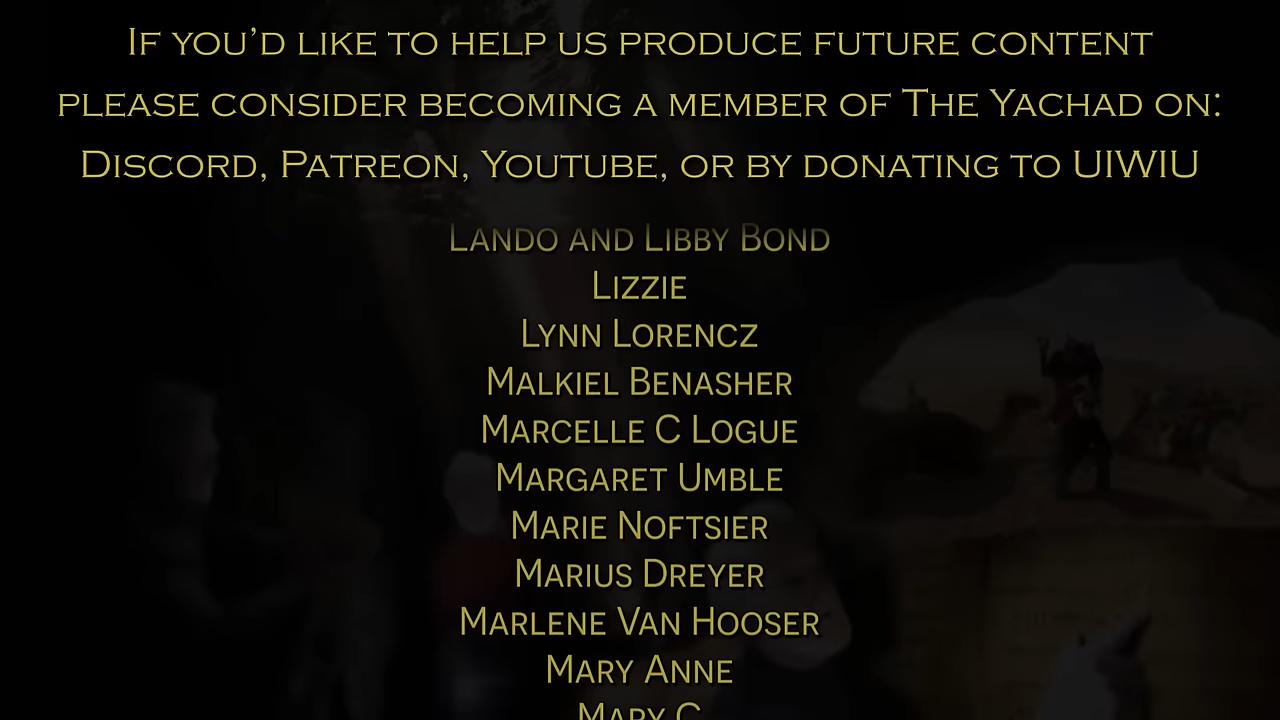 If you'd like to help us produce future content
please consider becoming a member of The Yachad on:
Discord, Patreon, Youtube, or by donating to UIWIU
Lando and Libby Bond
Lizzie
Lynn Lorencz
Malkiel Benasher
Marcelle C Logue
Margaret Umble
Marie Noftsier
Marius Dreyer
Marlene Van Hooser
Mary Anne
Mary C